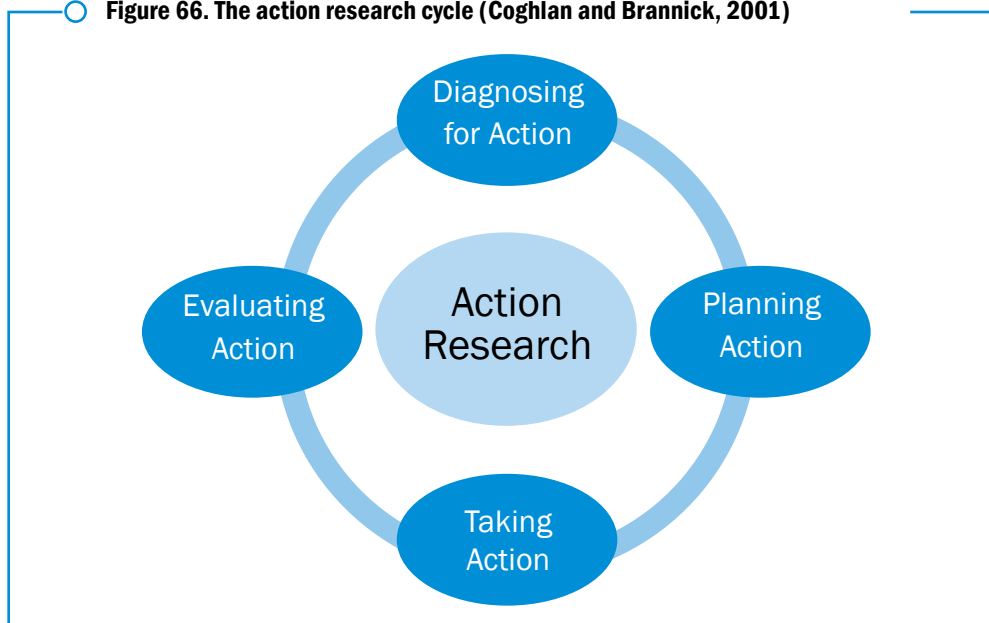 Figure 66. The action research cycle (Coghlan and Brannick, 2001)
Diagnosing
for Action
Evaluating
Action
Action
Research
Planning
Action
Taking
Action